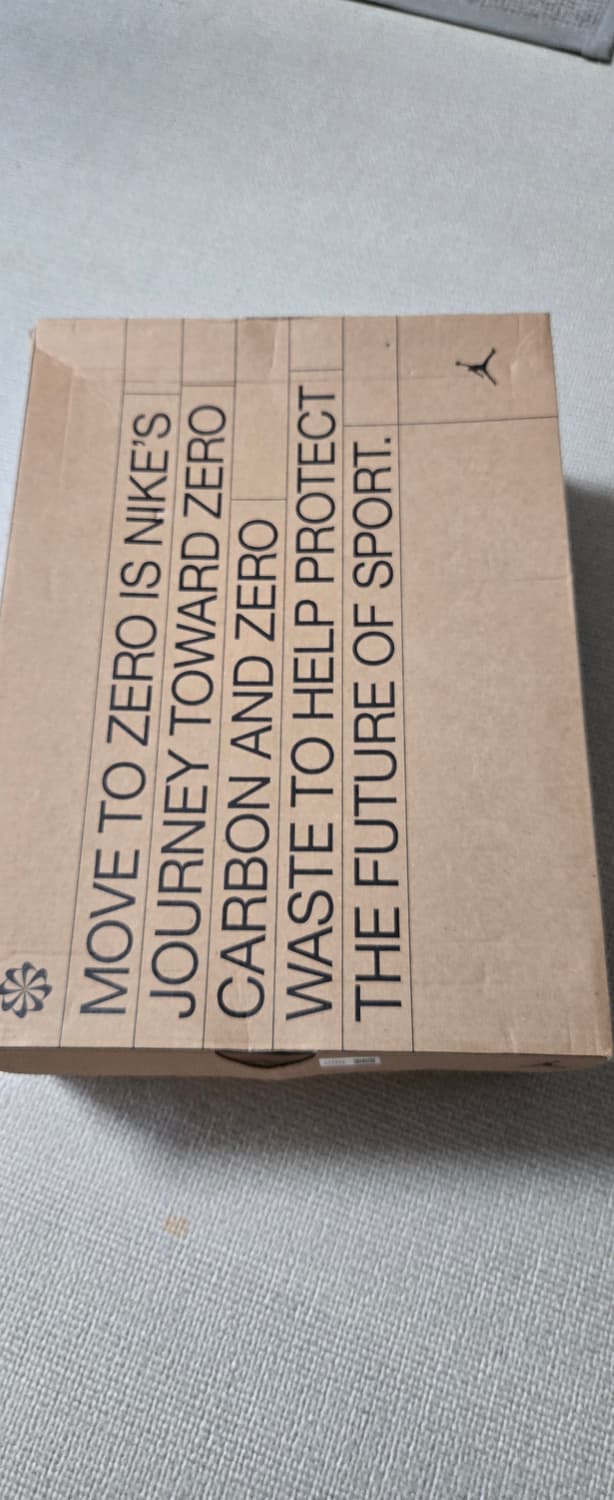 MOVE TO ZERO IS NIKE'S
JOURNEY TOWARD ZERO
CARBON AND ZERO
WASTE TO HELP PROTECT
THE FUTURE OF SPORT.